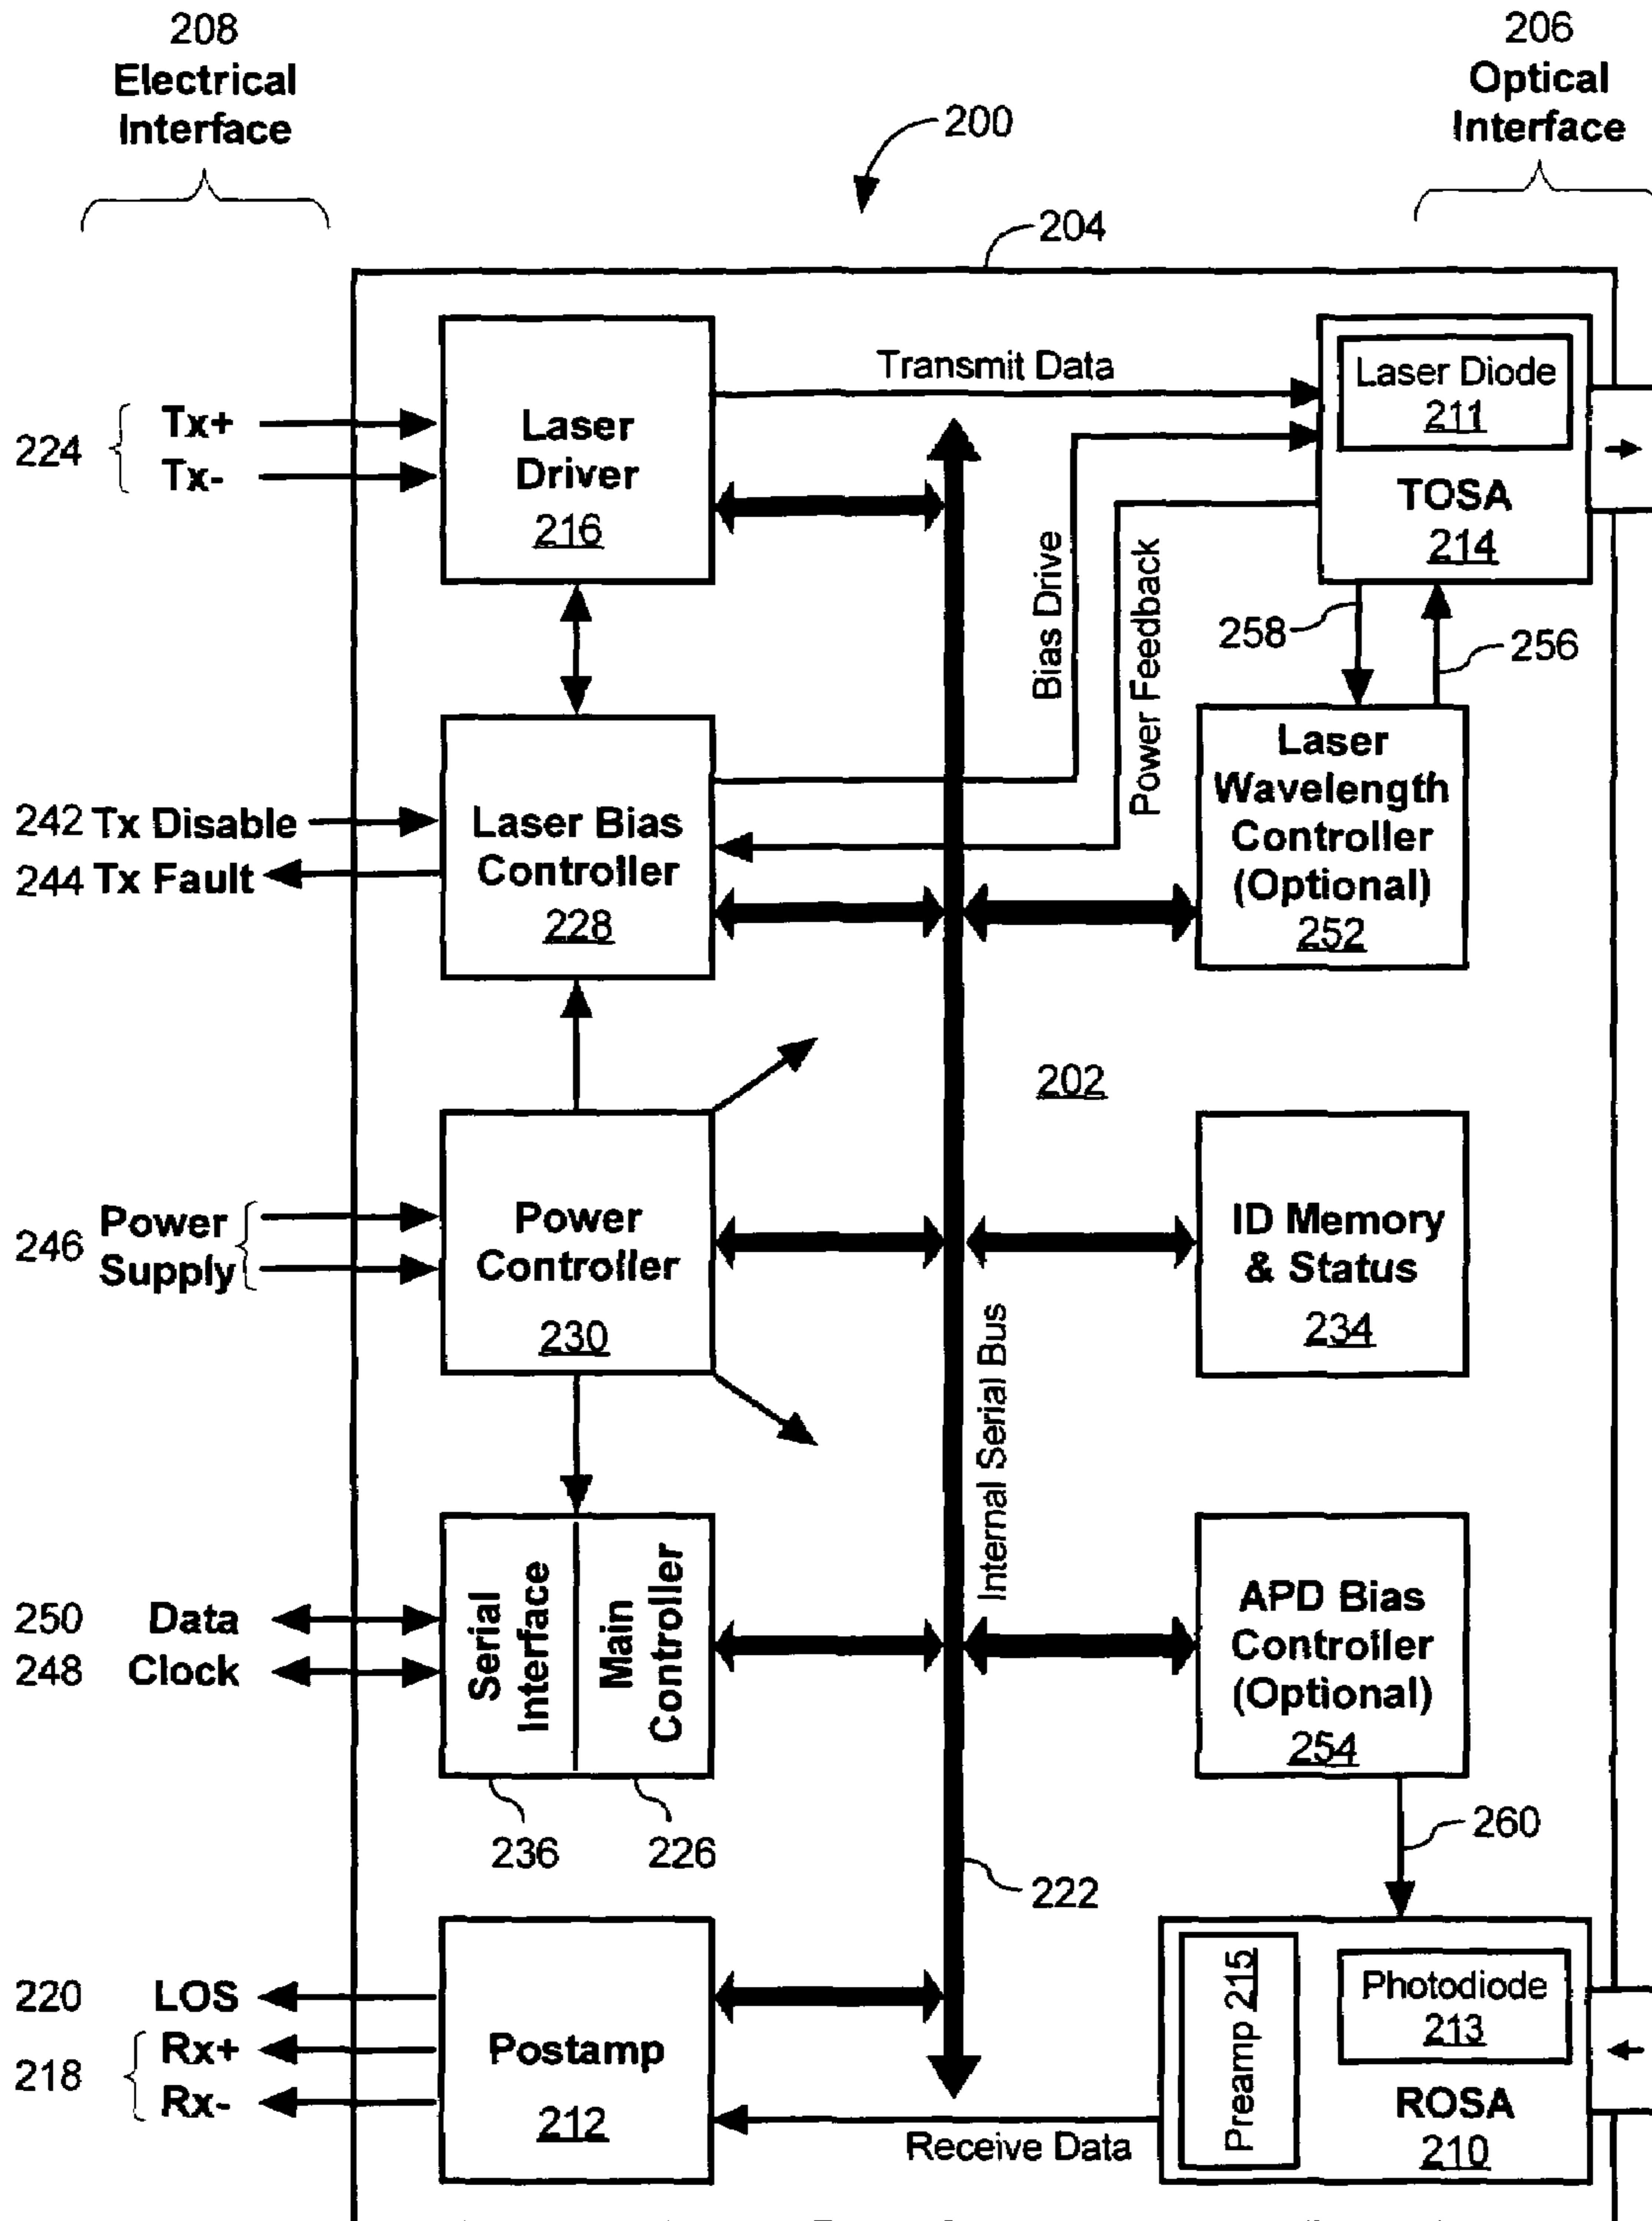 208
Electrical
Interface
206
Optical
Interface
200
204
224
Tx+
Tx-
Laser
Driver
216
Transmit Data
Laser Diode
211
TOSA
214
Bias Drive
Power Feedback
258
256
242 Tx Disable
244 Tx Fault
Laser Bias
Controller
228
Laser
Wavelength
Controller
(Optional)
252
202
246
Power
Supply
Power
Controller
230
ID Memory
& Status
234
Internal Serial Bus
250 Data
248 Clock
Serial
Interface
Main
Controller
236
226
APD Bias
Controller
(Optional)
254
260
222
220 LOS
218
Rx+
Rx-
Postamp
212
Receive Data
Preamp 215
Photodiode
213
ROSA
210